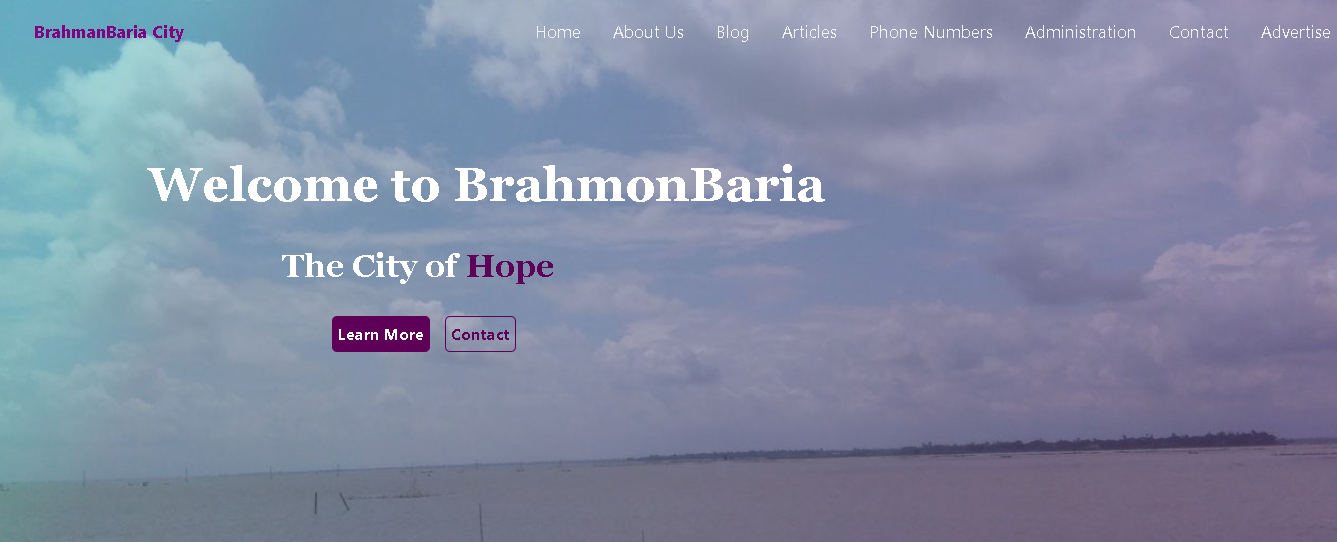 BrahmanBaria City Home About Us Blog Articles Phone Numbers Administration Contact Advertise
Welcome to BrahmonBaria
The City of Hope
Learn More Contact